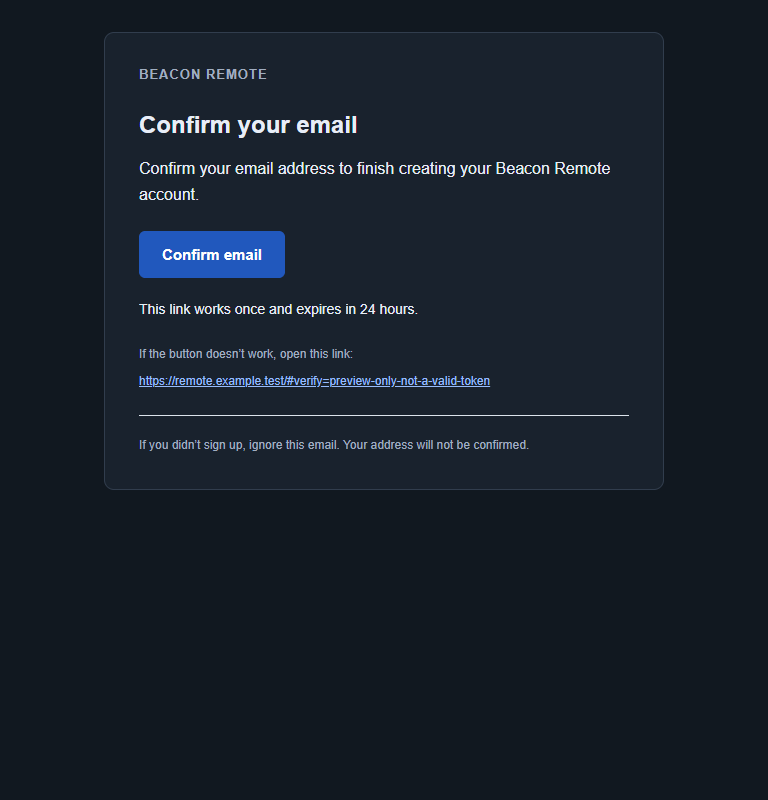 BEACON REMOTE
Confirm your email
Confirm your email address to finish creating your Beacon Remote
account.
Confirm email
This link works once and expires in 24 hours.
If the button doesn’t work, open this link:
https://remote.example.test/#verify=preview-only-not-a-valid-token
If you didn’t sign up, ignore this email. Your address will not be confirmed.